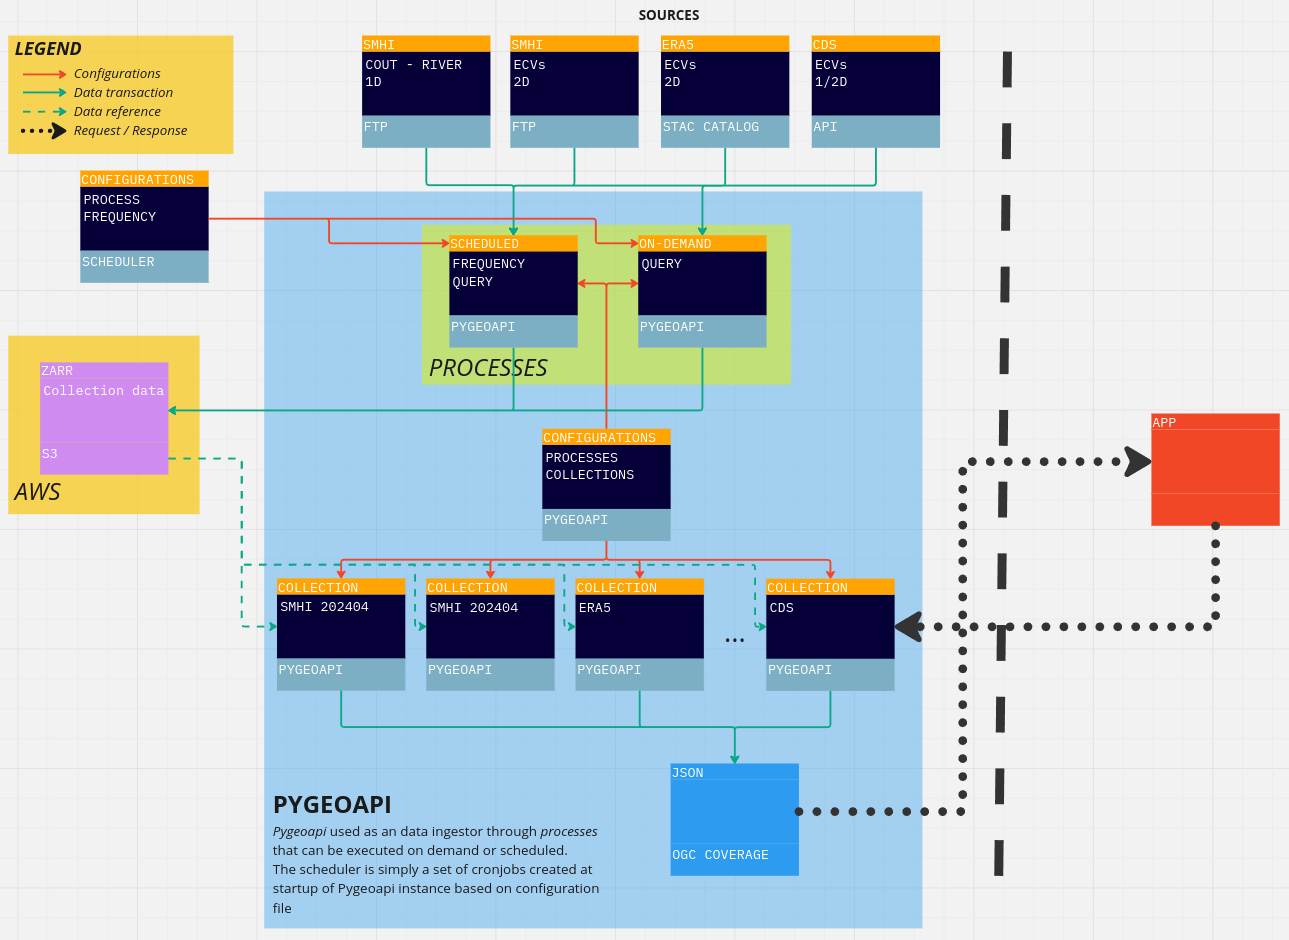 SOURCES
LEGEND
Configurations
Data transaction
Data reference
Request / Response
SMHI
COUT - RIVER
1D
FTP
SMHI
ECVs
2D
FTP
ERA5
ECVs
2D
STAC CATALOG
CDS
ECVs
1/2D
API
CONFIGURATIONS
PROCESS
FREQUENCY
SCHEDULER
SCHEDULED
FREQUENCY
QUERY
PYGEOAPI
ON-DEMAND
QUERY
PYGEOAPI
PROCESSES
ZARR
Collection data
S3
AWS
CONFIGURATIONS
PROCESSES
COLLECTIONS
PYGEOAPI
APP
COLLECTION
SMHI 202404
PYGEOAPI
COLLECTION
SMHI 202404
PYGEOAPI
COLLECTION
ERA5
PYGEOAPI
...
COLLECTION
CDS
PYGEOAPI
JSON
OGC COVERAGE
PYGEOAPI
Pygeoapi used as an data ingestor through processes
that can be executed on demand or scheduled.
The scheduler is simply a set of cronjobs created at
startup of Pygeoapi instance based on configuration
file